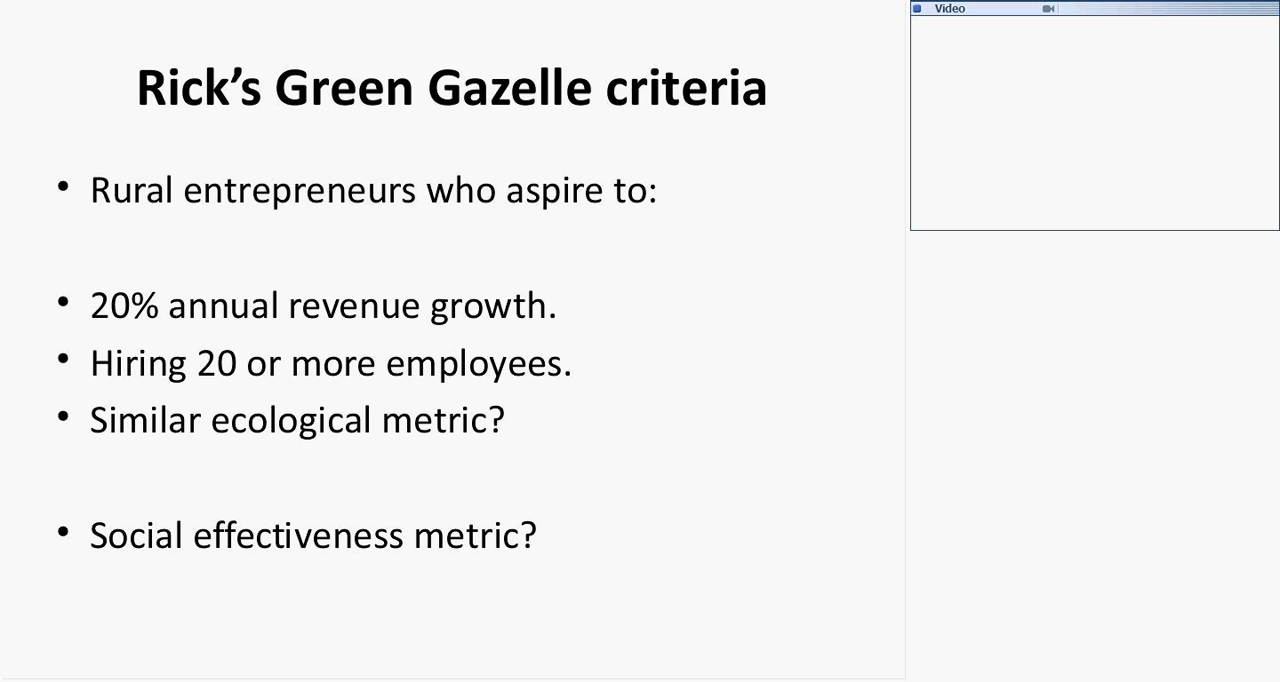 Rick’s Green Gazelle criteria
• Rural entrepreneurs who aspire to:
• 20% annual revenue growth.
• Hiring 20 or more employees.
• Similar ecological metric?
• Social effectiveness metric?
Video